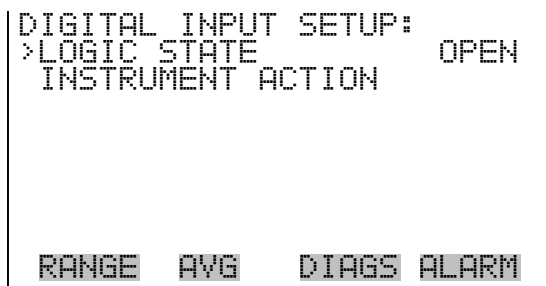 DIGITAL INPUT SETUP:
>LOGIC STATE OPEN
INSTRUMENT ACTION
RANGE AVG DIAGS ALARM